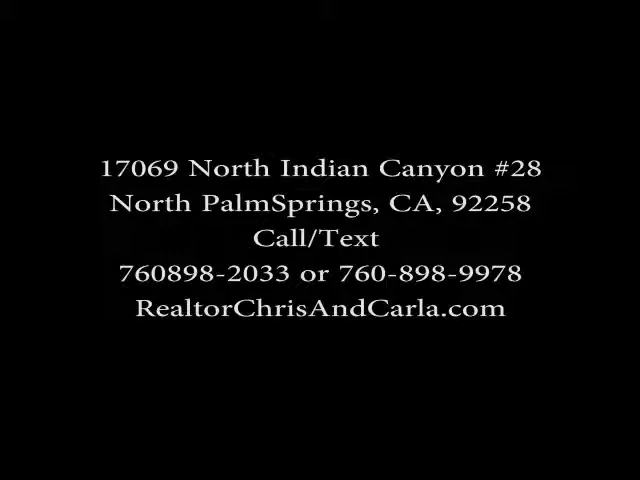 17069 North Indian Canyon #28
North PalmSprings, CA, 92258
Call/Text
760898-2033 or 760-898-9978
RealtorChrisAndCarla.com